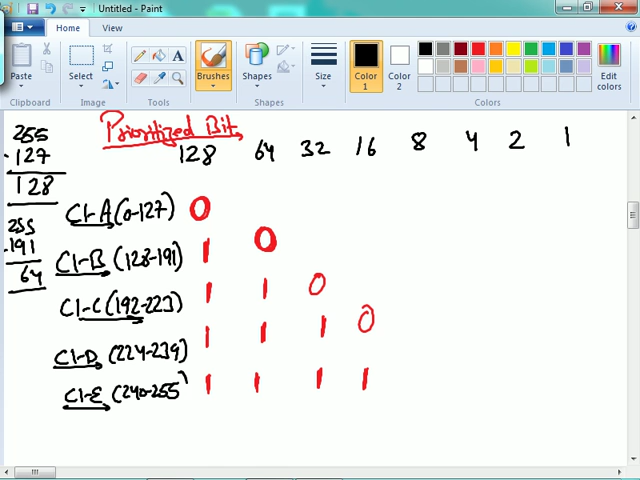 Untitled - Paint
Home View
Paste Select Brushes Shapes Size Color 1 Color 2 Edit colors
Clipboard Image Tools Colors
Prioritized Bit
128 64 32 16 8 4 2 1
255
-127
128
255
-191
64
Cl-A (0-127) 0
Cl-B (128-191) 1 0
Cl-C (192-223) 1 1 0
Cl-D (224-239) 1 1 1 0
Cl-E (240-255) 1 1 1 1